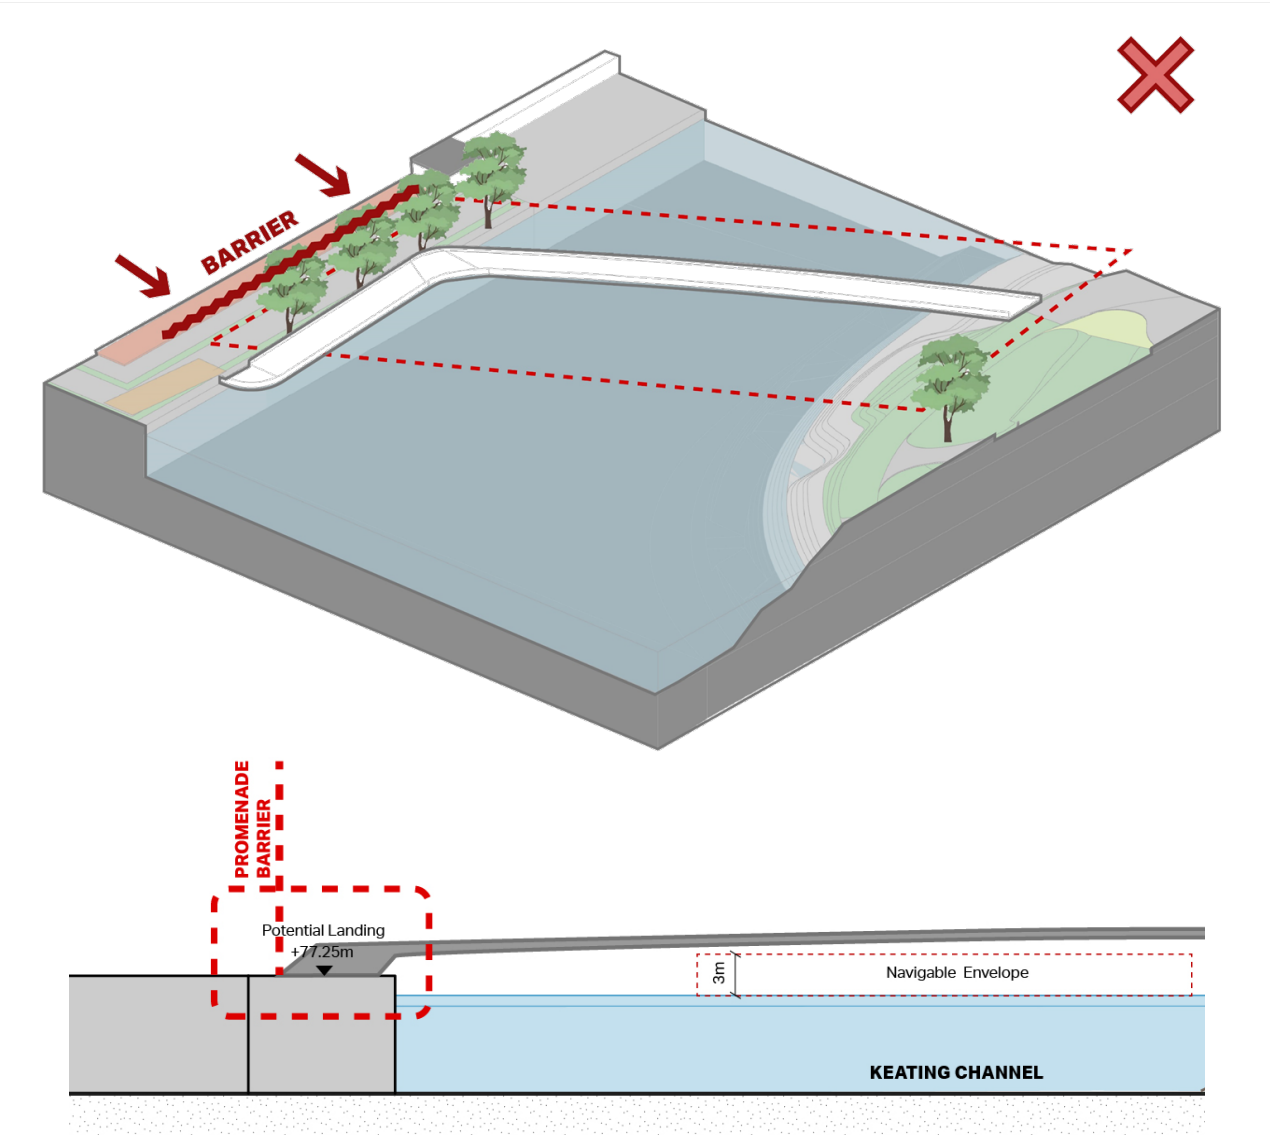 BARRIER
PROMENADE
BARRIER
Potential Landing
+77.25m
3m
Navigable Envelope
KEATING CHANNEL